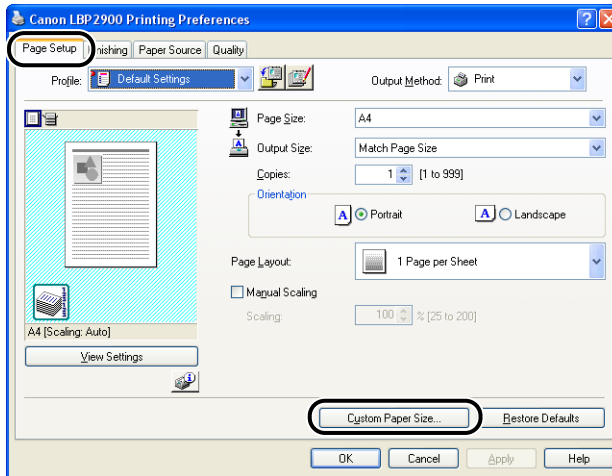 Canon LBP2900 Printing Preferences
Page Setup Finishing Paper Source Quality
Profile: Default Settings Output Method: Print
Page Size: A4
Output Size: Match Page Size
Copies: 1 [1 to 999]
Orientation
A Portrait A Landscape
Page Layout: 1 Page per Sheet
Manual Scaling
Scaling: 100 % [25 to 200]
A4 [Scaling: Auto]
View Settings
Custom Paper Size... Restore Defaults
OK Cancel Apply Help